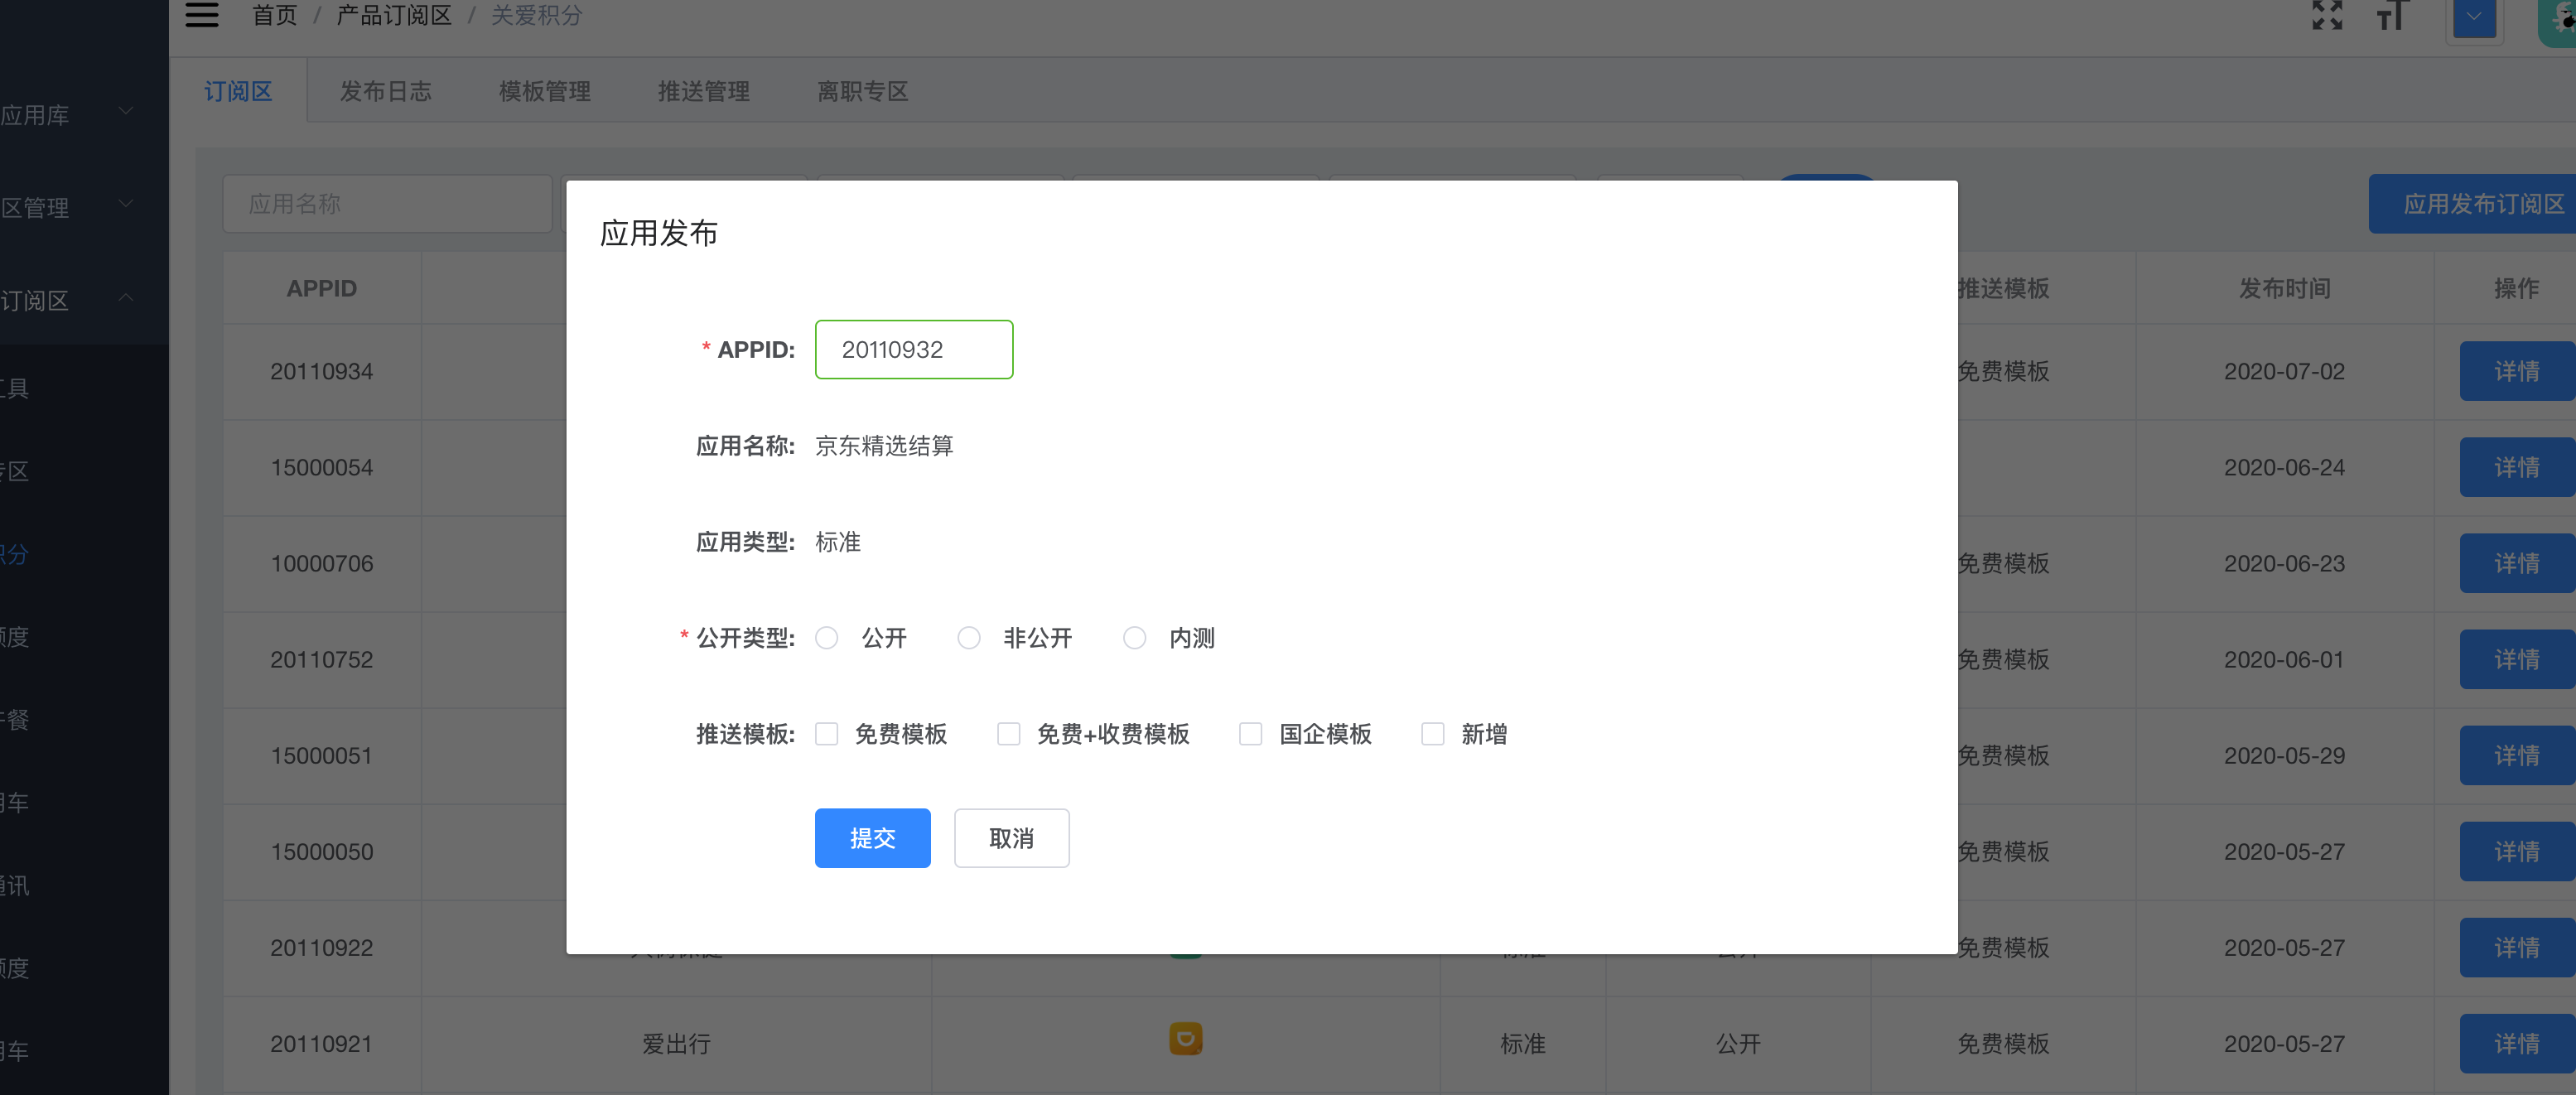 首页 / 产品订阅区 / 关爱积分
订阅区 发布日志 模板管理 推送管理 离职专区
应用库
区管理
订阅区
工具
专区
积分
额度
午餐
用车
通讯
额度
用车
应用名称
应用发布订阅区
APPID 推送模板 发布时间 操作
20110934 免费模板 2020-07-02 详情
15000054 2020-06-24 详情
10000706 免费模板 2020-06-23 详情
20110752 免费模板 2020-06-01 详情
15000051 免费模板 2020-05-29 详情
15000050 免费模板 2020-05-27 详情
20110922 标准 公开 免费模板 2020-05-27 详情
20110921 爱出行 标准 公开 免费模板 2020-05-27 详情
应用发布
* APPID: 20110932
应用名称: 京东精选结算
应用类型: 标准
* 公开类型: 公开 非公开 内测
推送模板: 免费模板 免费+收费模板 国企模板 新增
提交 取消